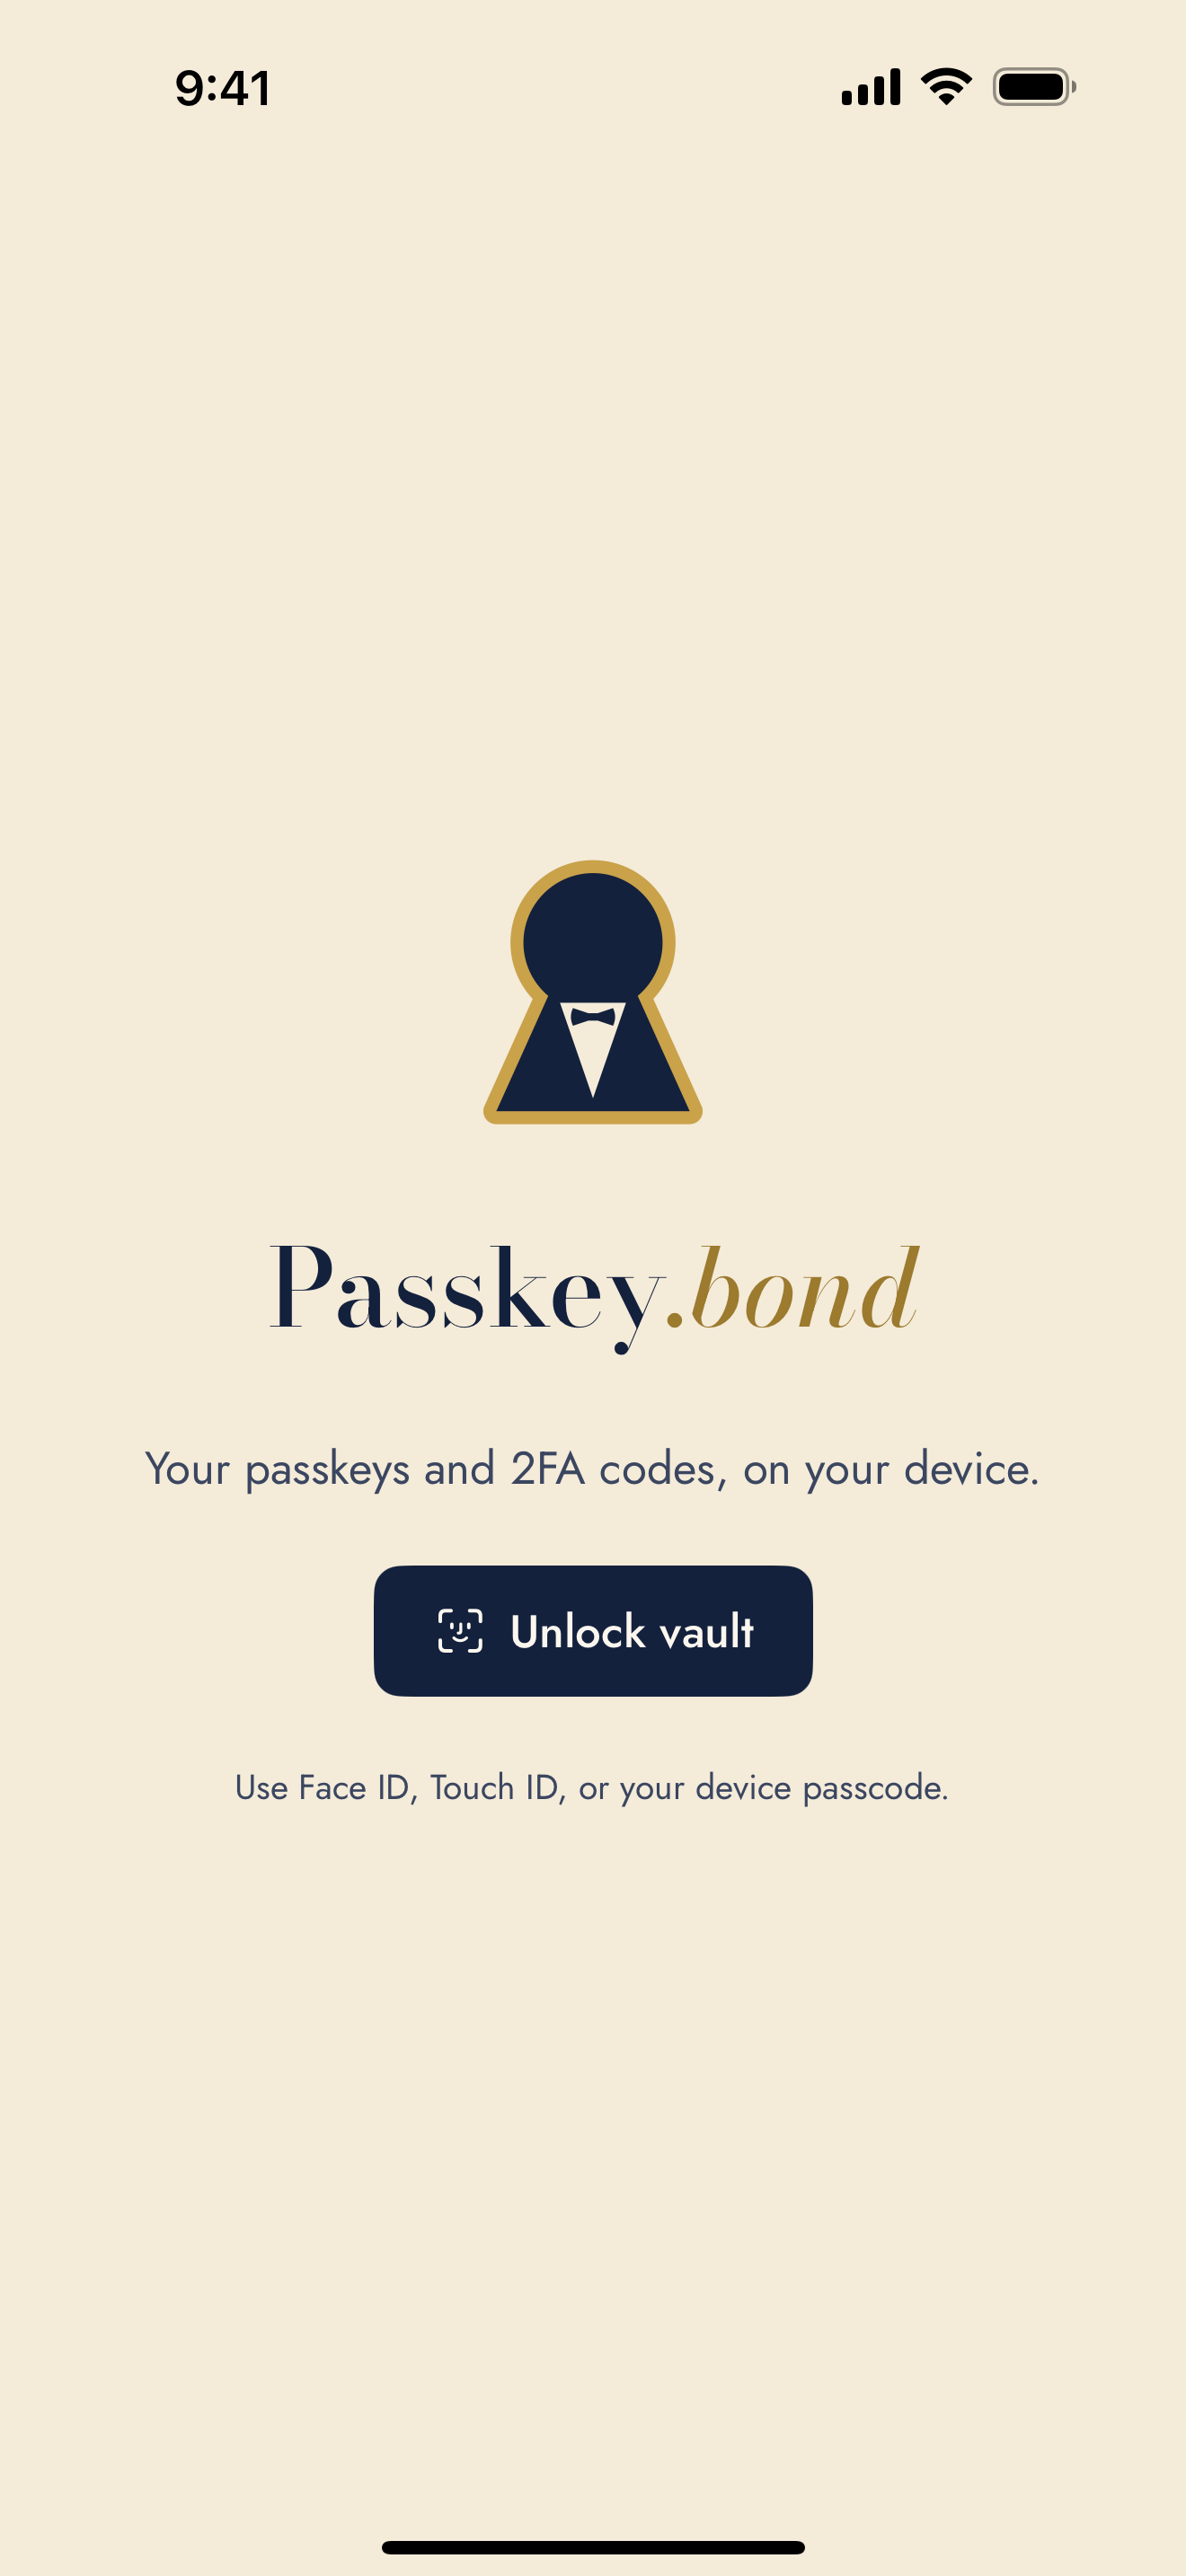 9:41
Passkey.bond
Your passkeys and 2FA codes, on your device.
Unlock vault
Use Face ID, Touch ID, or your device passcode.